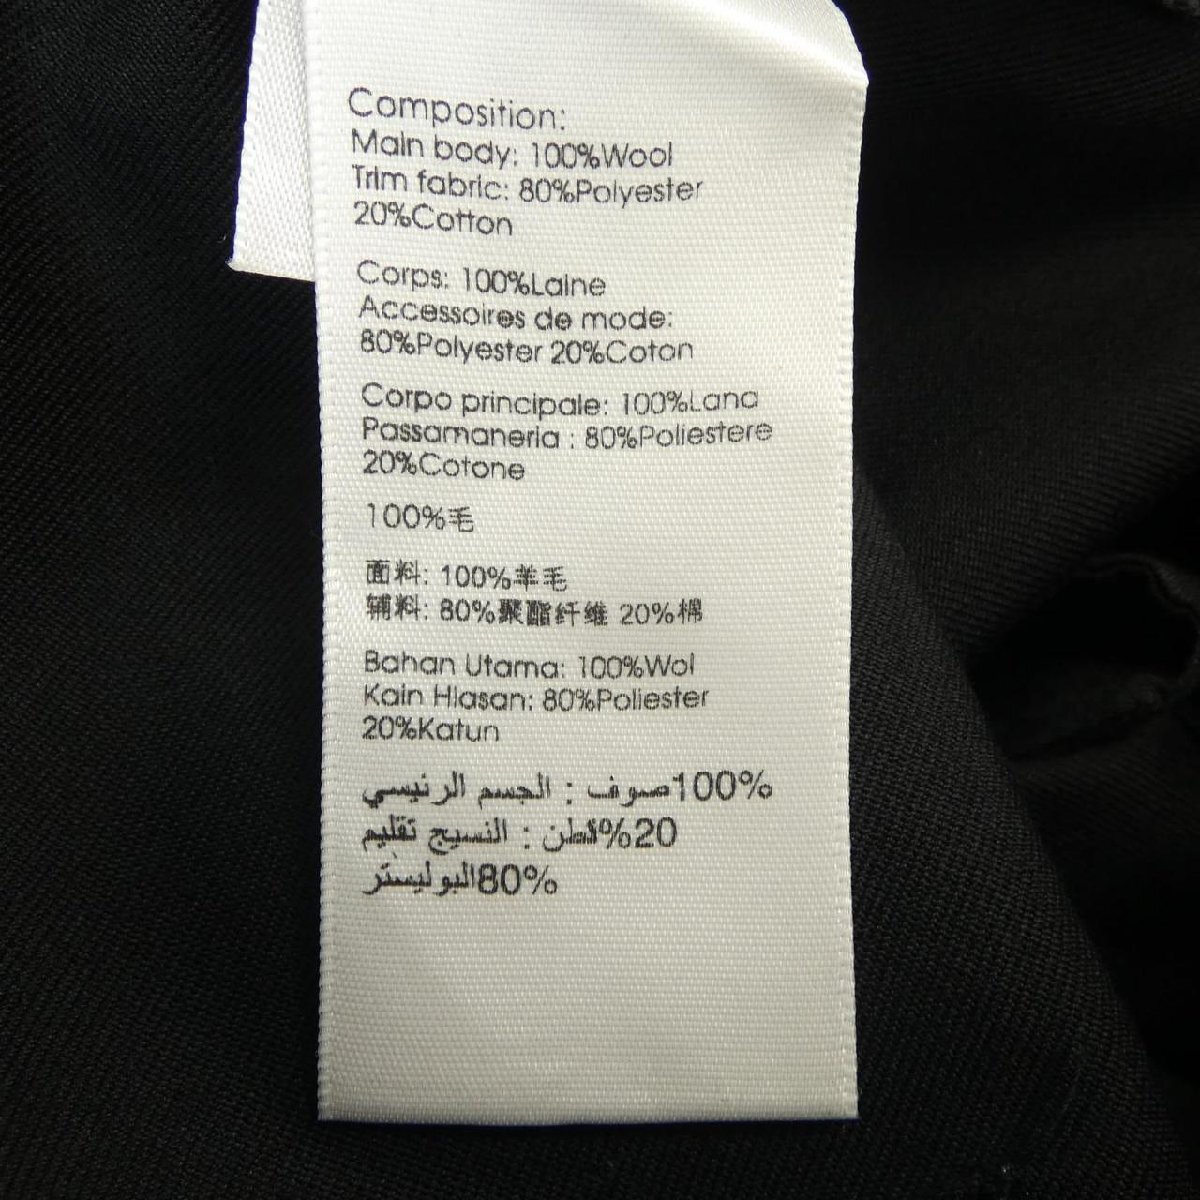 Composition:
Main body: 100%Wool
Trim fabric: 80%Polyester
20%Cotton
Corps: 100%Laine
Accessoires de mode:
80%Polyester 20%Coton
Corpo principale: 100%Lana
Passamaneria : 80%Poliestere
20%Cotone
100%毛
面料: 100%羊毛
辅料: 80%聚酯纤维 20%棉
Bahan Utama: 100%Wol
Kain Hiasan: 80%Poliester
20%Katun
100%صوف : الجسم الرئيسي
20%قطن : النسيج تقليم
80%البوليستر